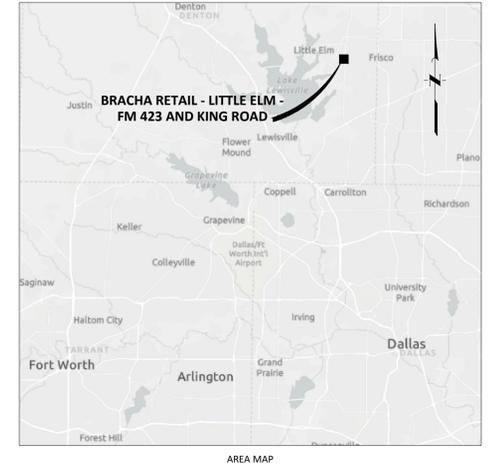 Denton
DENTON
Little Elm
Frisco
Lake
Lewisville
BRACHA RETAIL - LITTLE ELM -
FM 423 AND KING ROAD
Justin
N
Lewisville
Flower
Mound
Plano
Grapevine
Lake
Coppell
Carrollton
Richardson
Grapevine
Keller
Dallas/Ft
Worth Int'l
Airport
Colleyville
Saginaw
University
Park
Haltom City
Irving
Dallas
DALLAS
TARRANT
Fort Worth
Grand
Prairie
Arlington
Forest Hill
Duncanville
AREA MAP